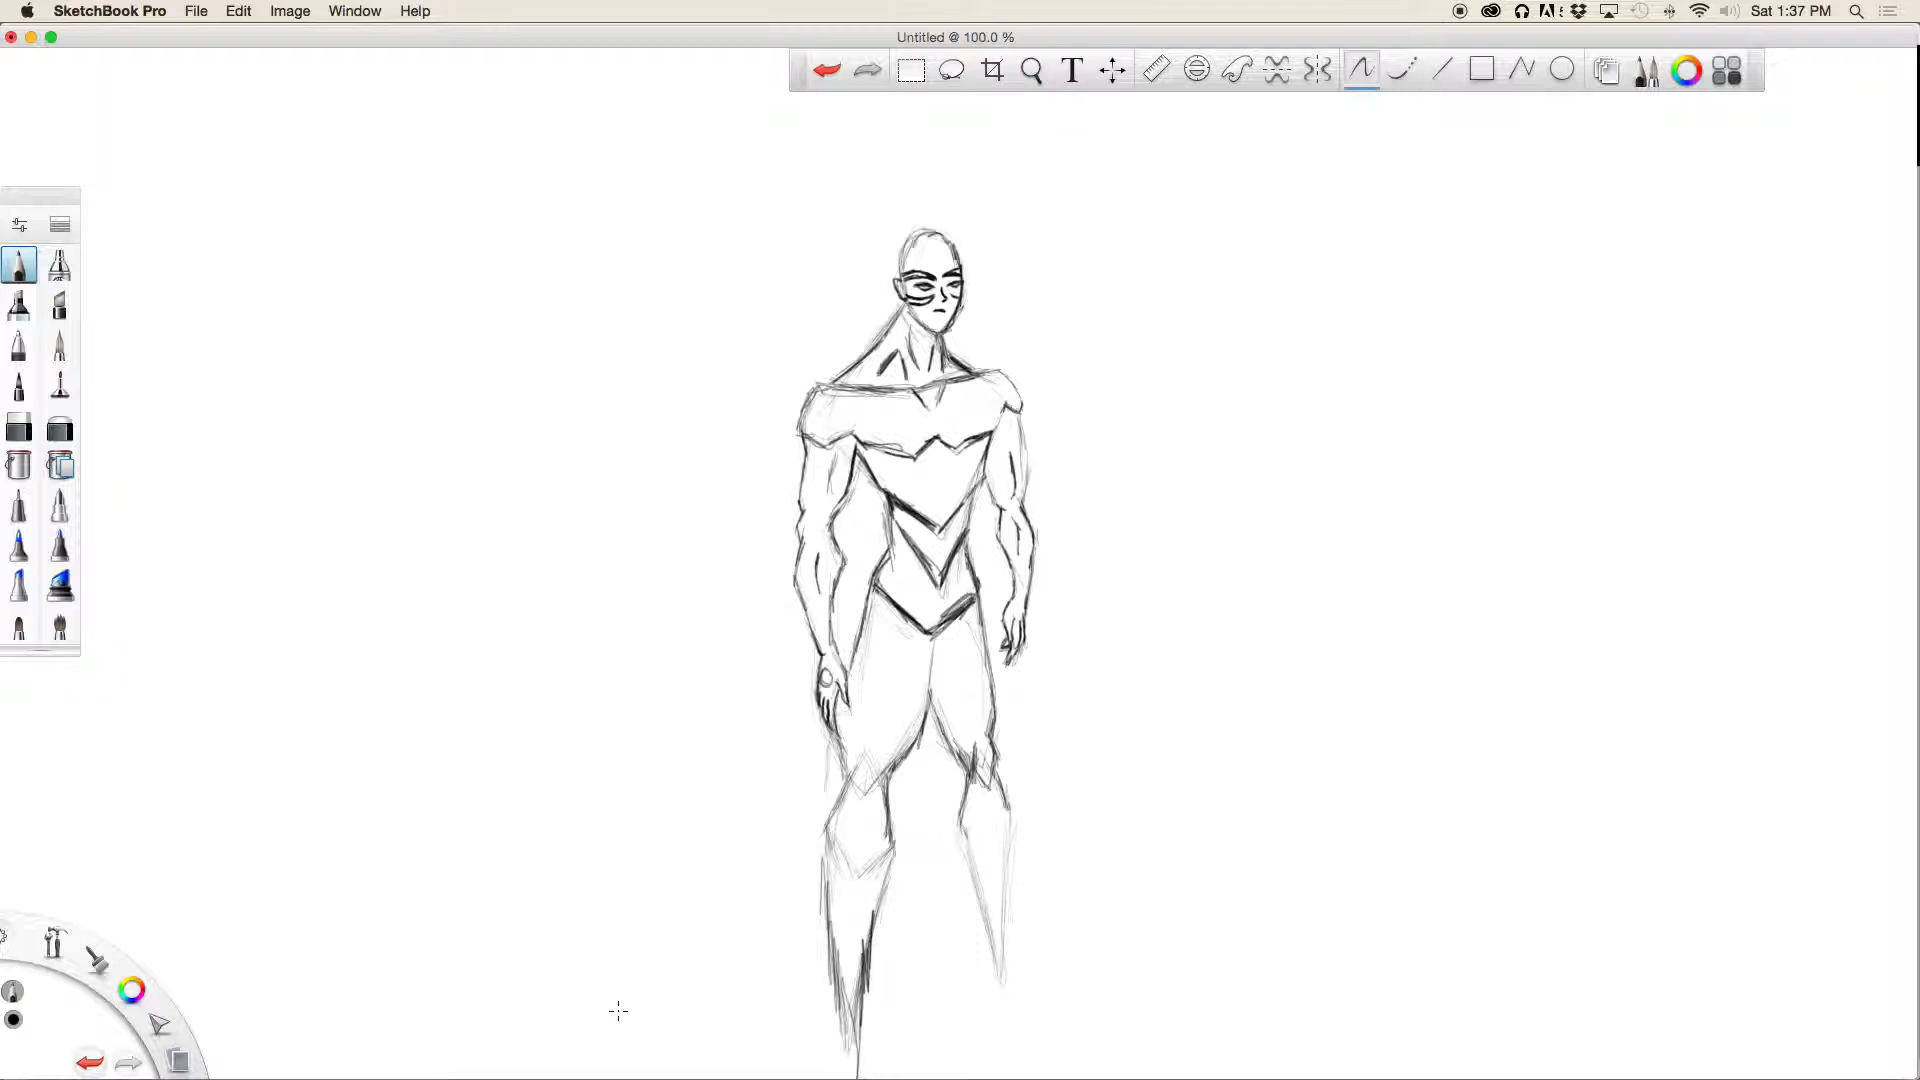 SketchBook Pro File Edit Image Window Help Sat 1:37 PM
Untitled @ 100.0 %
T